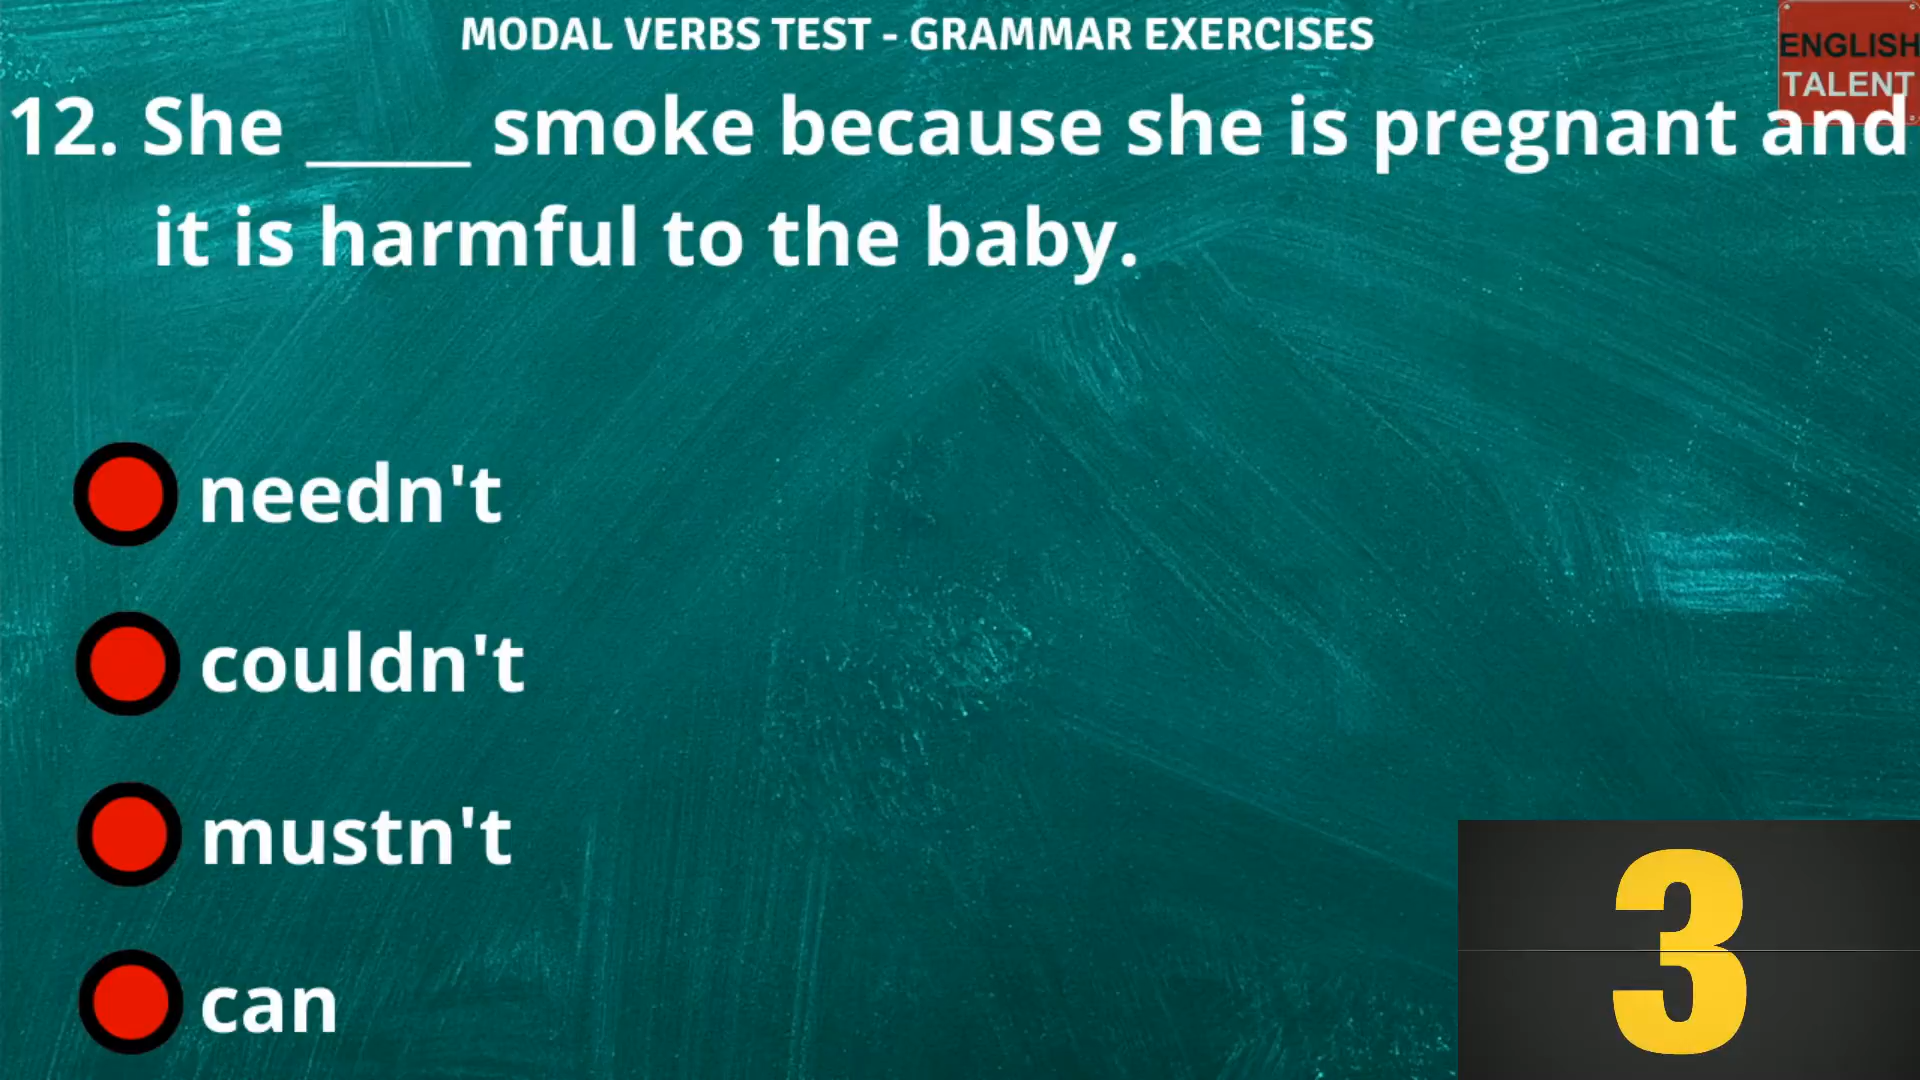 MODAL VERBS TEST - GRAMMAR EXERCISES
ENGLISH
TALENT
12. She ____ smoke because she is pregnant and
it is harmful to the baby.
needn't
couldn't
mustn't
can
3